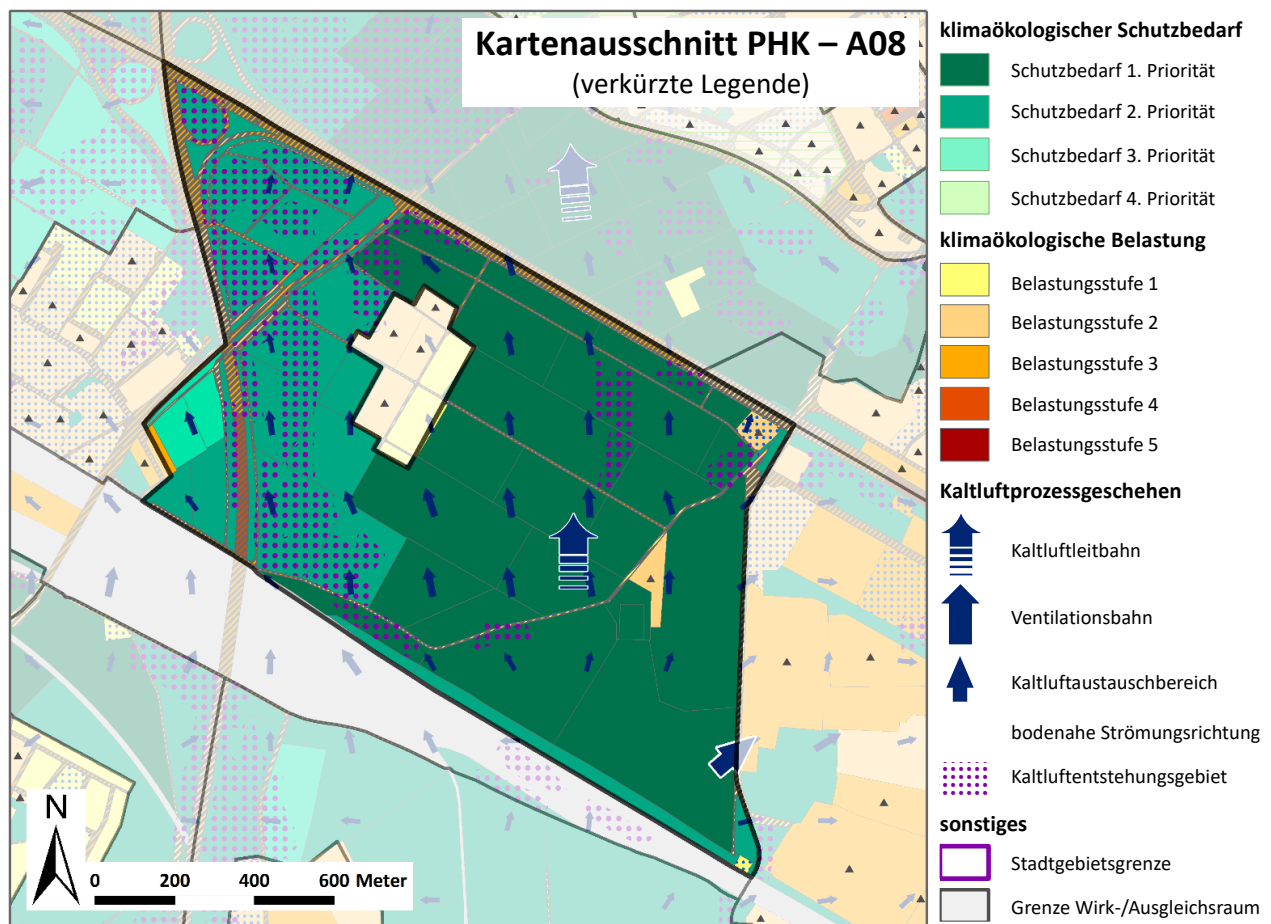 Kartenausschnitt PHK – A08
(verkürzte Legende)
klimaökologischer Schutzbedarf
Schutzbedarf 1. Priorität
Schutzbedarf 2. Priorität
Schutzbedarf 3. Priorität
Schutzbedarf 4. Priorität
klimaökologische Belastung
Belastungsstufe 1
Belastungsstufe 2
Belastungsstufe 3
Belastungsstufe 4
Belastungsstufe 5
Kaltluftprozessgeschehen
Kaltluftleitbahn
Ventilationsbahn
Kaltluftaustauschbereich
bodenahe Strömungsrichtung
Kaltluftentstehungsgebiet
sonstiges
Stadtgebietsgrenze
Grenze Wirk-/Ausgleichsraum
N
0 200 400 600 Meter